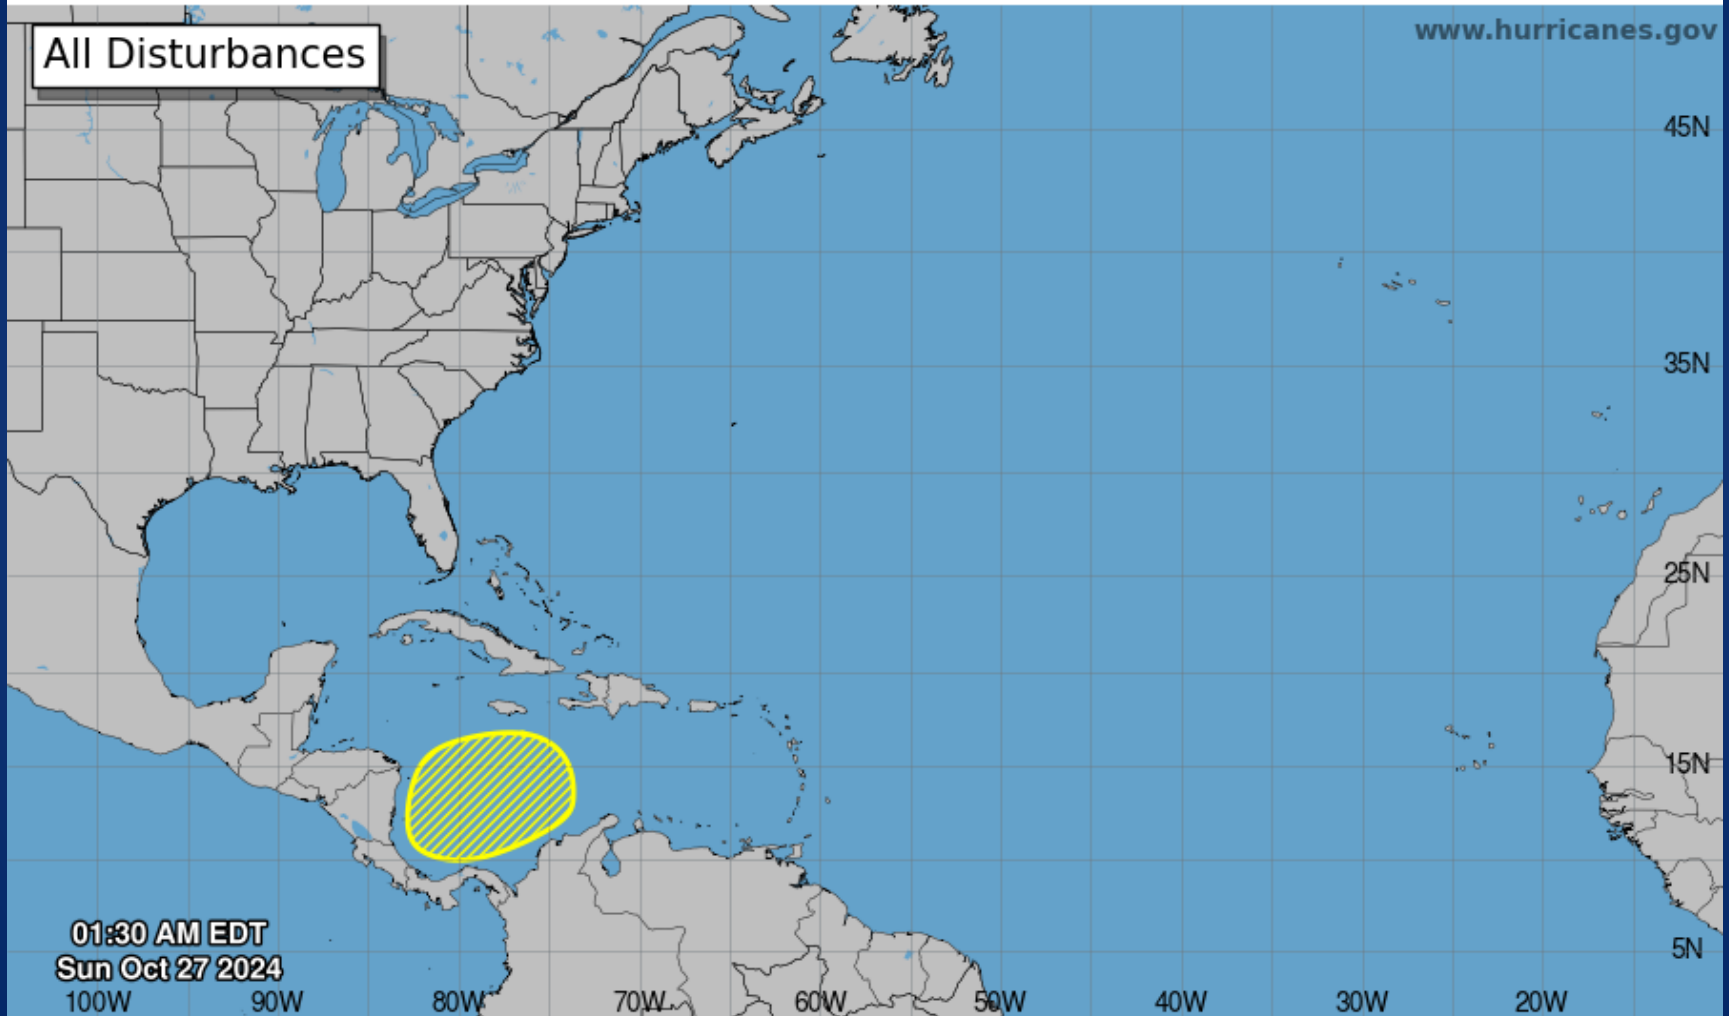 All Disturbances
www.hurricanes.gov
45N
35N
25N
15N
5N
01:30 AM EDT
Sun Oct 27 2024
100W 90W 80W 70W 60W 50W 40W 30W 20W